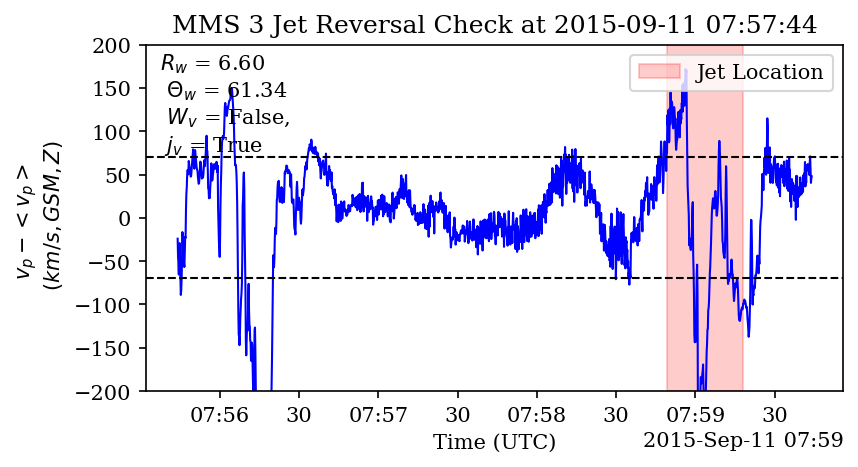 MMS 3 Jet Reversal Check at 2015-09-11 07:57:44
R_w = 6.60
Θ_w = 61.34
W_v = False,
j_v = True
Jet Location
200
150
100
50
0
−50
−100
−150
−200
v_p − < v_p >
(km/s, GSM, Z)
07:56 30 07:57 30 07:58 30 07:59 30
Time (UTC)
2015-Sep-11 07:59